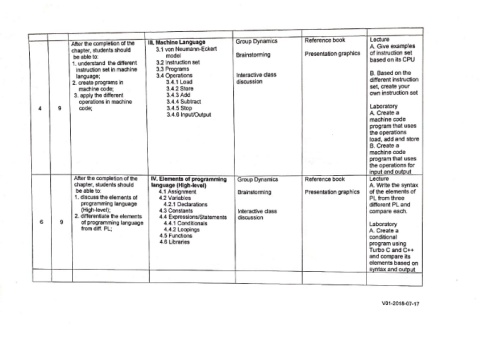 4
9
After the completion of the
chapter, students should
be able to:
1. understand the different
instruction set in machine
language;
2. create programs in
machine code;
3. apply the different
operations in machine
code;
III. Machine Language
3.1 von Neumann-Eckert
model
3.2 Instruction set
3.3 Programs
3.4 Operations
3.4.1 Load
3.4.2 Store
3.4.3 Add
3.4.4 Subtract
3.4.5 Stop
3.4.6 Input/Output
Group Dynamics
Brainstorming
Interactive class
discussion
Reference book
Presentation graphics
Lecture
A. Give examples
of instruction set
based on its CPU
B. Based on the
different instruction
set, create your
own instruction set
Laboratory
A. Create a
machine code
program that uses
the operations
load, add and store
B. Create a
machine code
program that uses
the operations for
input and output
6
9
After the completion of the
chapter, students should
be able to:
1. discuss the elements of
programming language
(High-level);
2. differentiate the elements
of programming language
from diff. PL;
IV. Elements of programming
language (High-level)
4.1 Assignment
4.2 Variables
4.2.1 Declarations
4.3 Constants
4.4 Expressions/Statements
4.4.1 Conditionals
4.4.2 Loopings
4.5 Functions
4.6 Libraries
Group Dynamics
Brainstorming
Interactive class
discussion
Reference book
Presentation graphics
Lecture
A. Write the syntax
of the elements of
PL from three
different PL and
compare each.
Laboratory
A. Create a
conditional
program using
Turbo C and C++
and compare its
elements based on
syntax and output
V01-2018-07-17